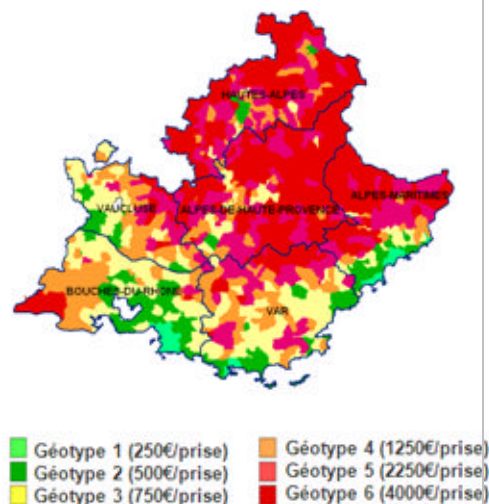 HAUTES-ALPES
ALPES-MARITIMES
VAUCLUSE
ALPES-DE-HAUTE-PROVENCE
BOUCHES-DU-RHONE
VAR
Géotype 1 (250€/prise)
Géotype 4 (1250€/prise)
Géotype 2 (500€/prise)
Géotype 5 (2250€/prise)
Géotype 3 (750€/prise)
Géotype 6 (4000€/prise)